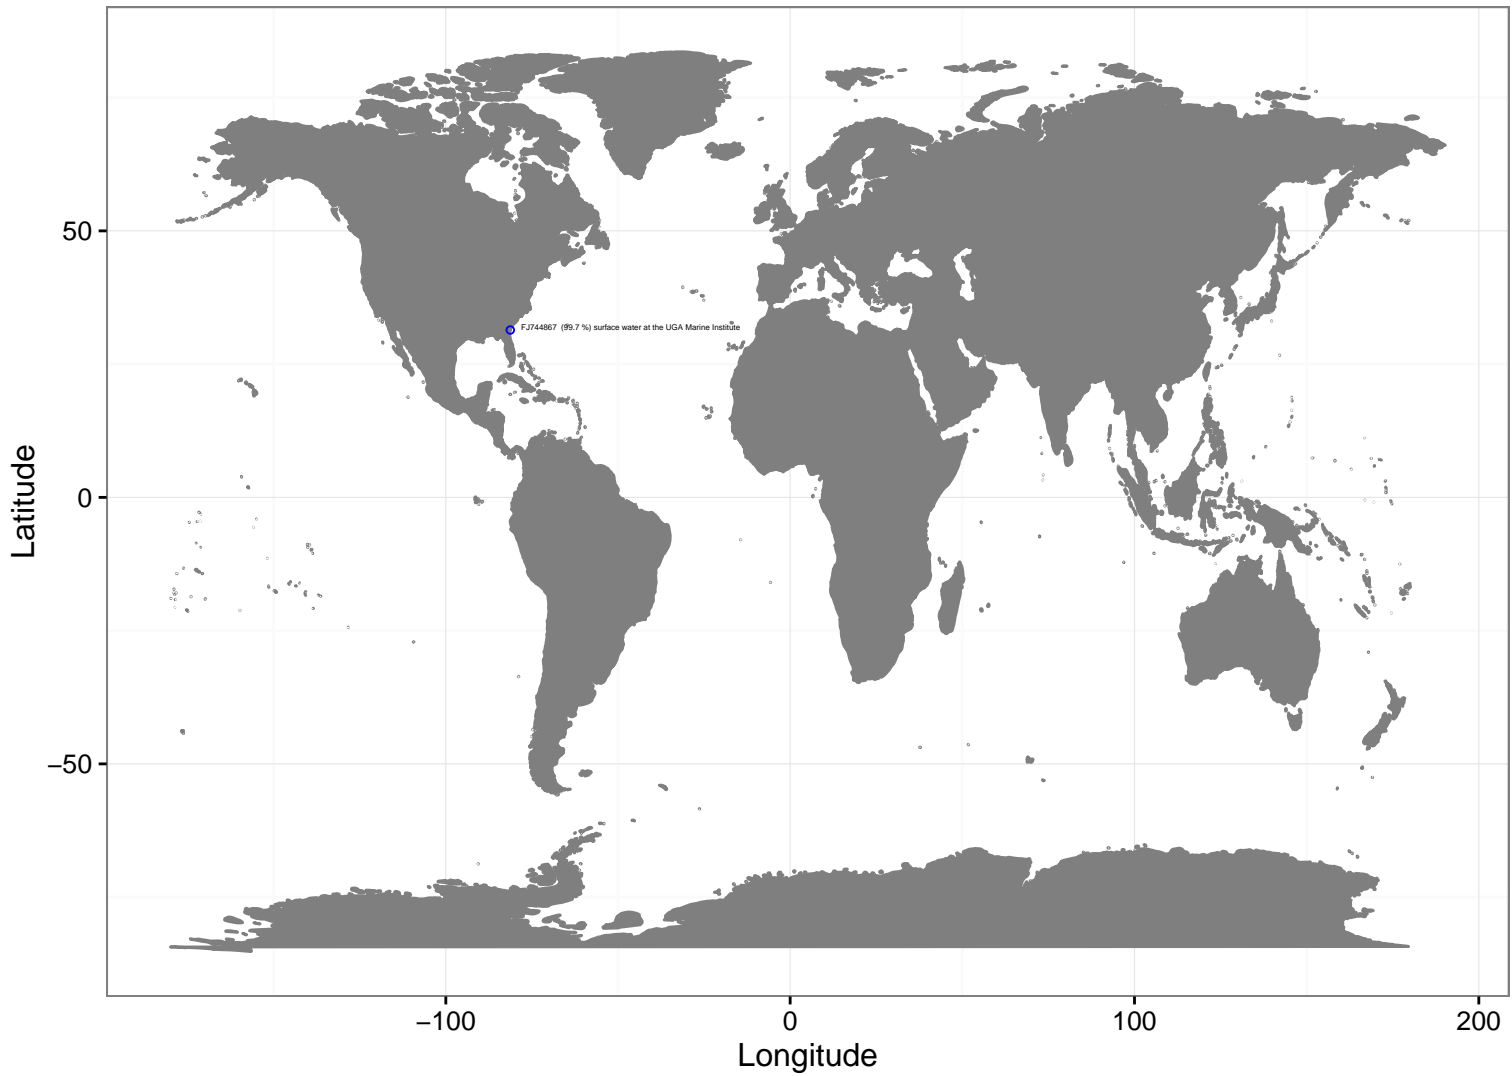 50
0
−50
Latitude
FJ744867 (99.7 %) surface water at the UGA Marine Institute
−100
0
100
200
Longitude